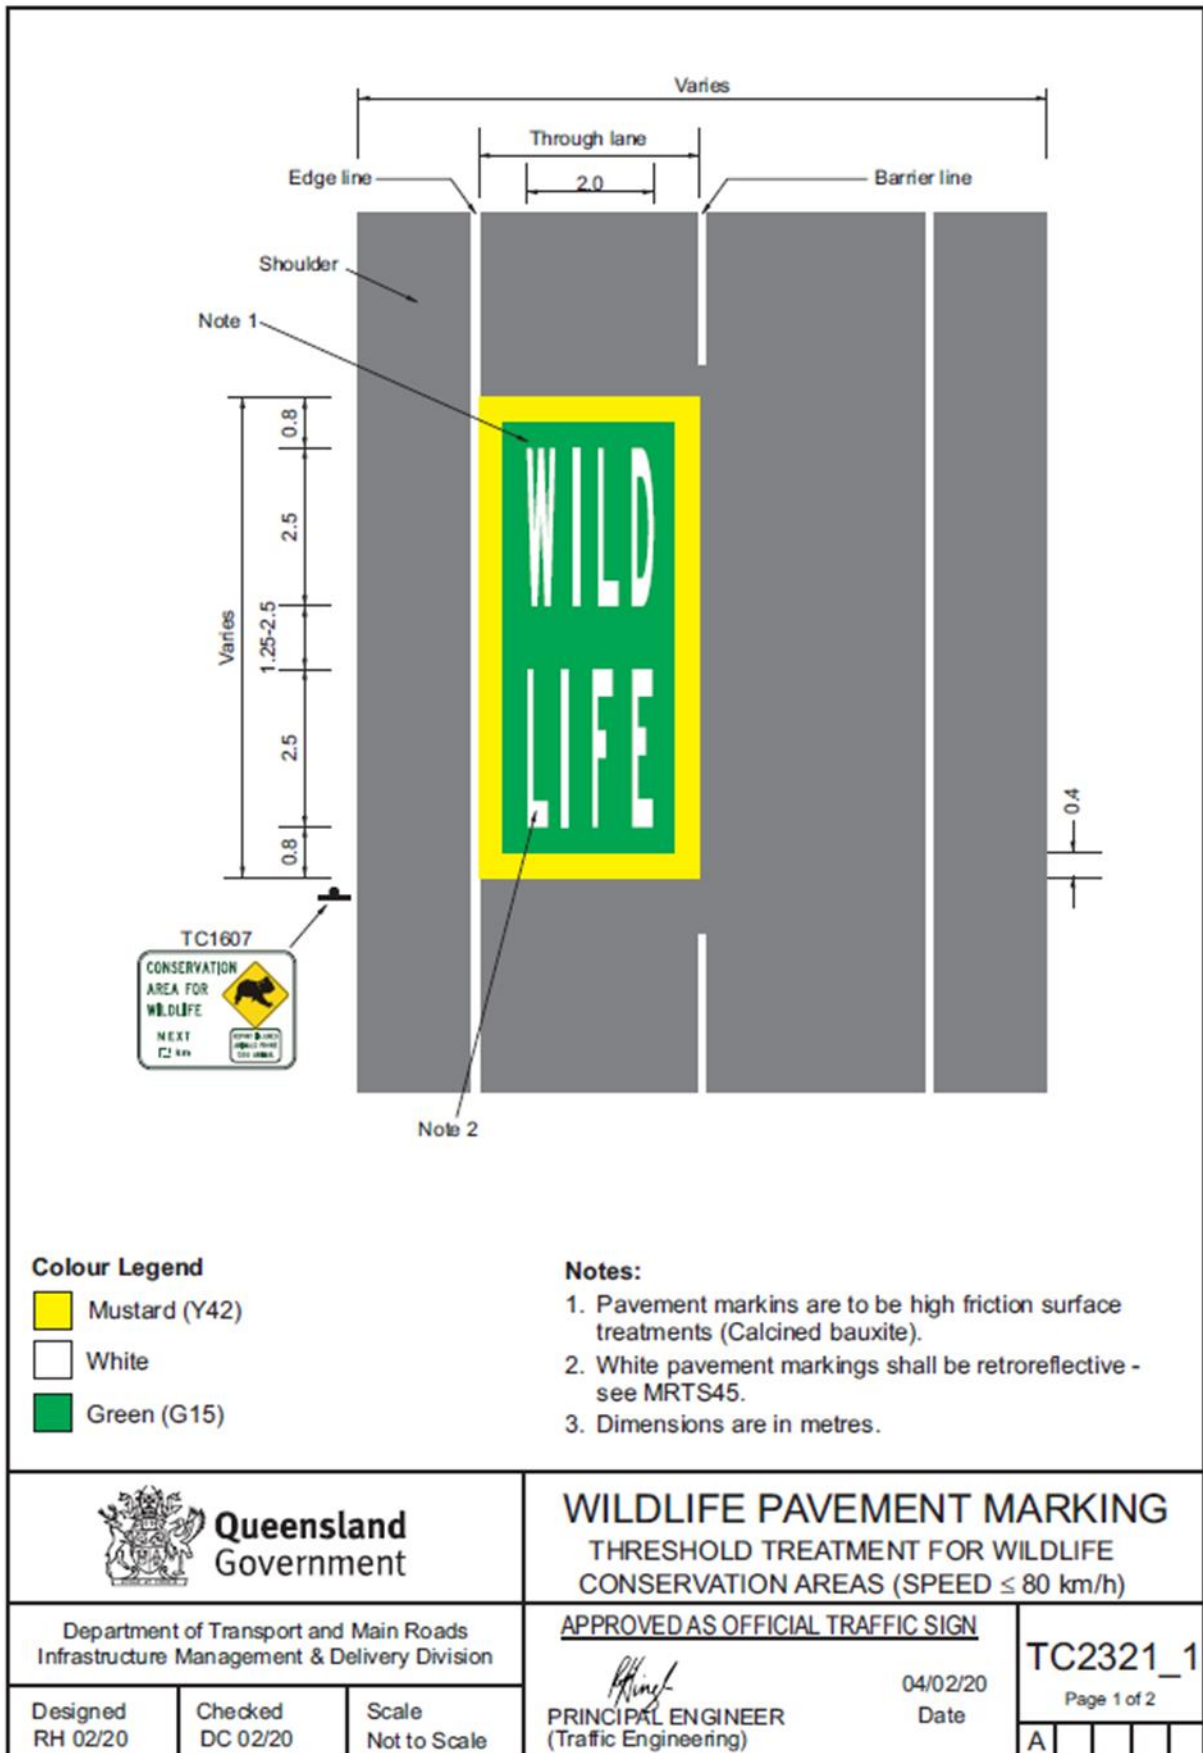 Varies
Through lane
Edge line
2.0
Barrier line
Shoulder
Note 1
0.8
2.5
Varies
1.25-2.5
2.5
0.8
0.4
WILD
LIFE
TC1607
CONSERVATION
AREA FOR
WILDLIFE
NEXT
km
Note 2
Colour Legend
Mustard (Y42)
White
Green (G15)
Notes:
1. Pavement markins are to be high friction surface
treatments (Calcined bauxite).
2. White pavement markings shall be retroreflective -
see MRTS45.
3. Dimensions are in metres.
Queensland
Government
WILDLIFE PAVEMENT MARKING
THRESHOLD TREATMENT FOR WILDLIFE
CONSERVATION AREAS (SPEED ≤ 80 km/h)
Department of Transport and Main Roads
Infrastructure Management & Delivery Division
APPROVED AS OFFICIAL TRAFFIC SIGN
PRINCIPAL ENGINEER
(Traffic Engineering)
04/02/20
Date
TC2321_1
Page 1 of 2
A
Designed
RH 02/20
Checked
DC 02/20
Scale
Not to Scale